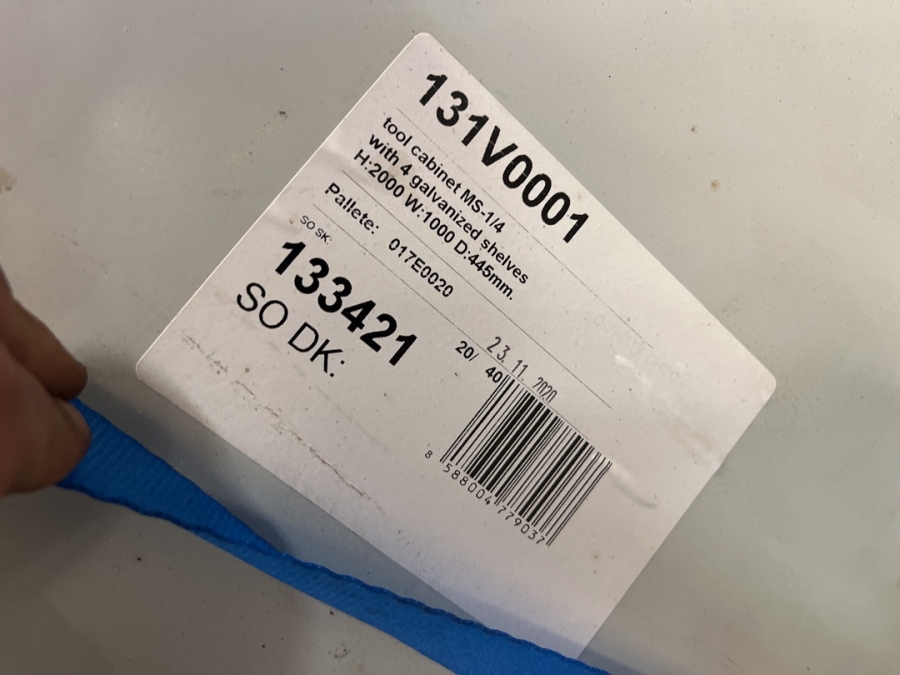 131V0001
tool cabinet MS-1/4
with 4 galvanized shelves
H:2000 W:1000 D:445mm.
Pallete: 017E0020
SO SK:
133421
SO DK:
20/ 40
23. 11. 2020
8 588004 779037